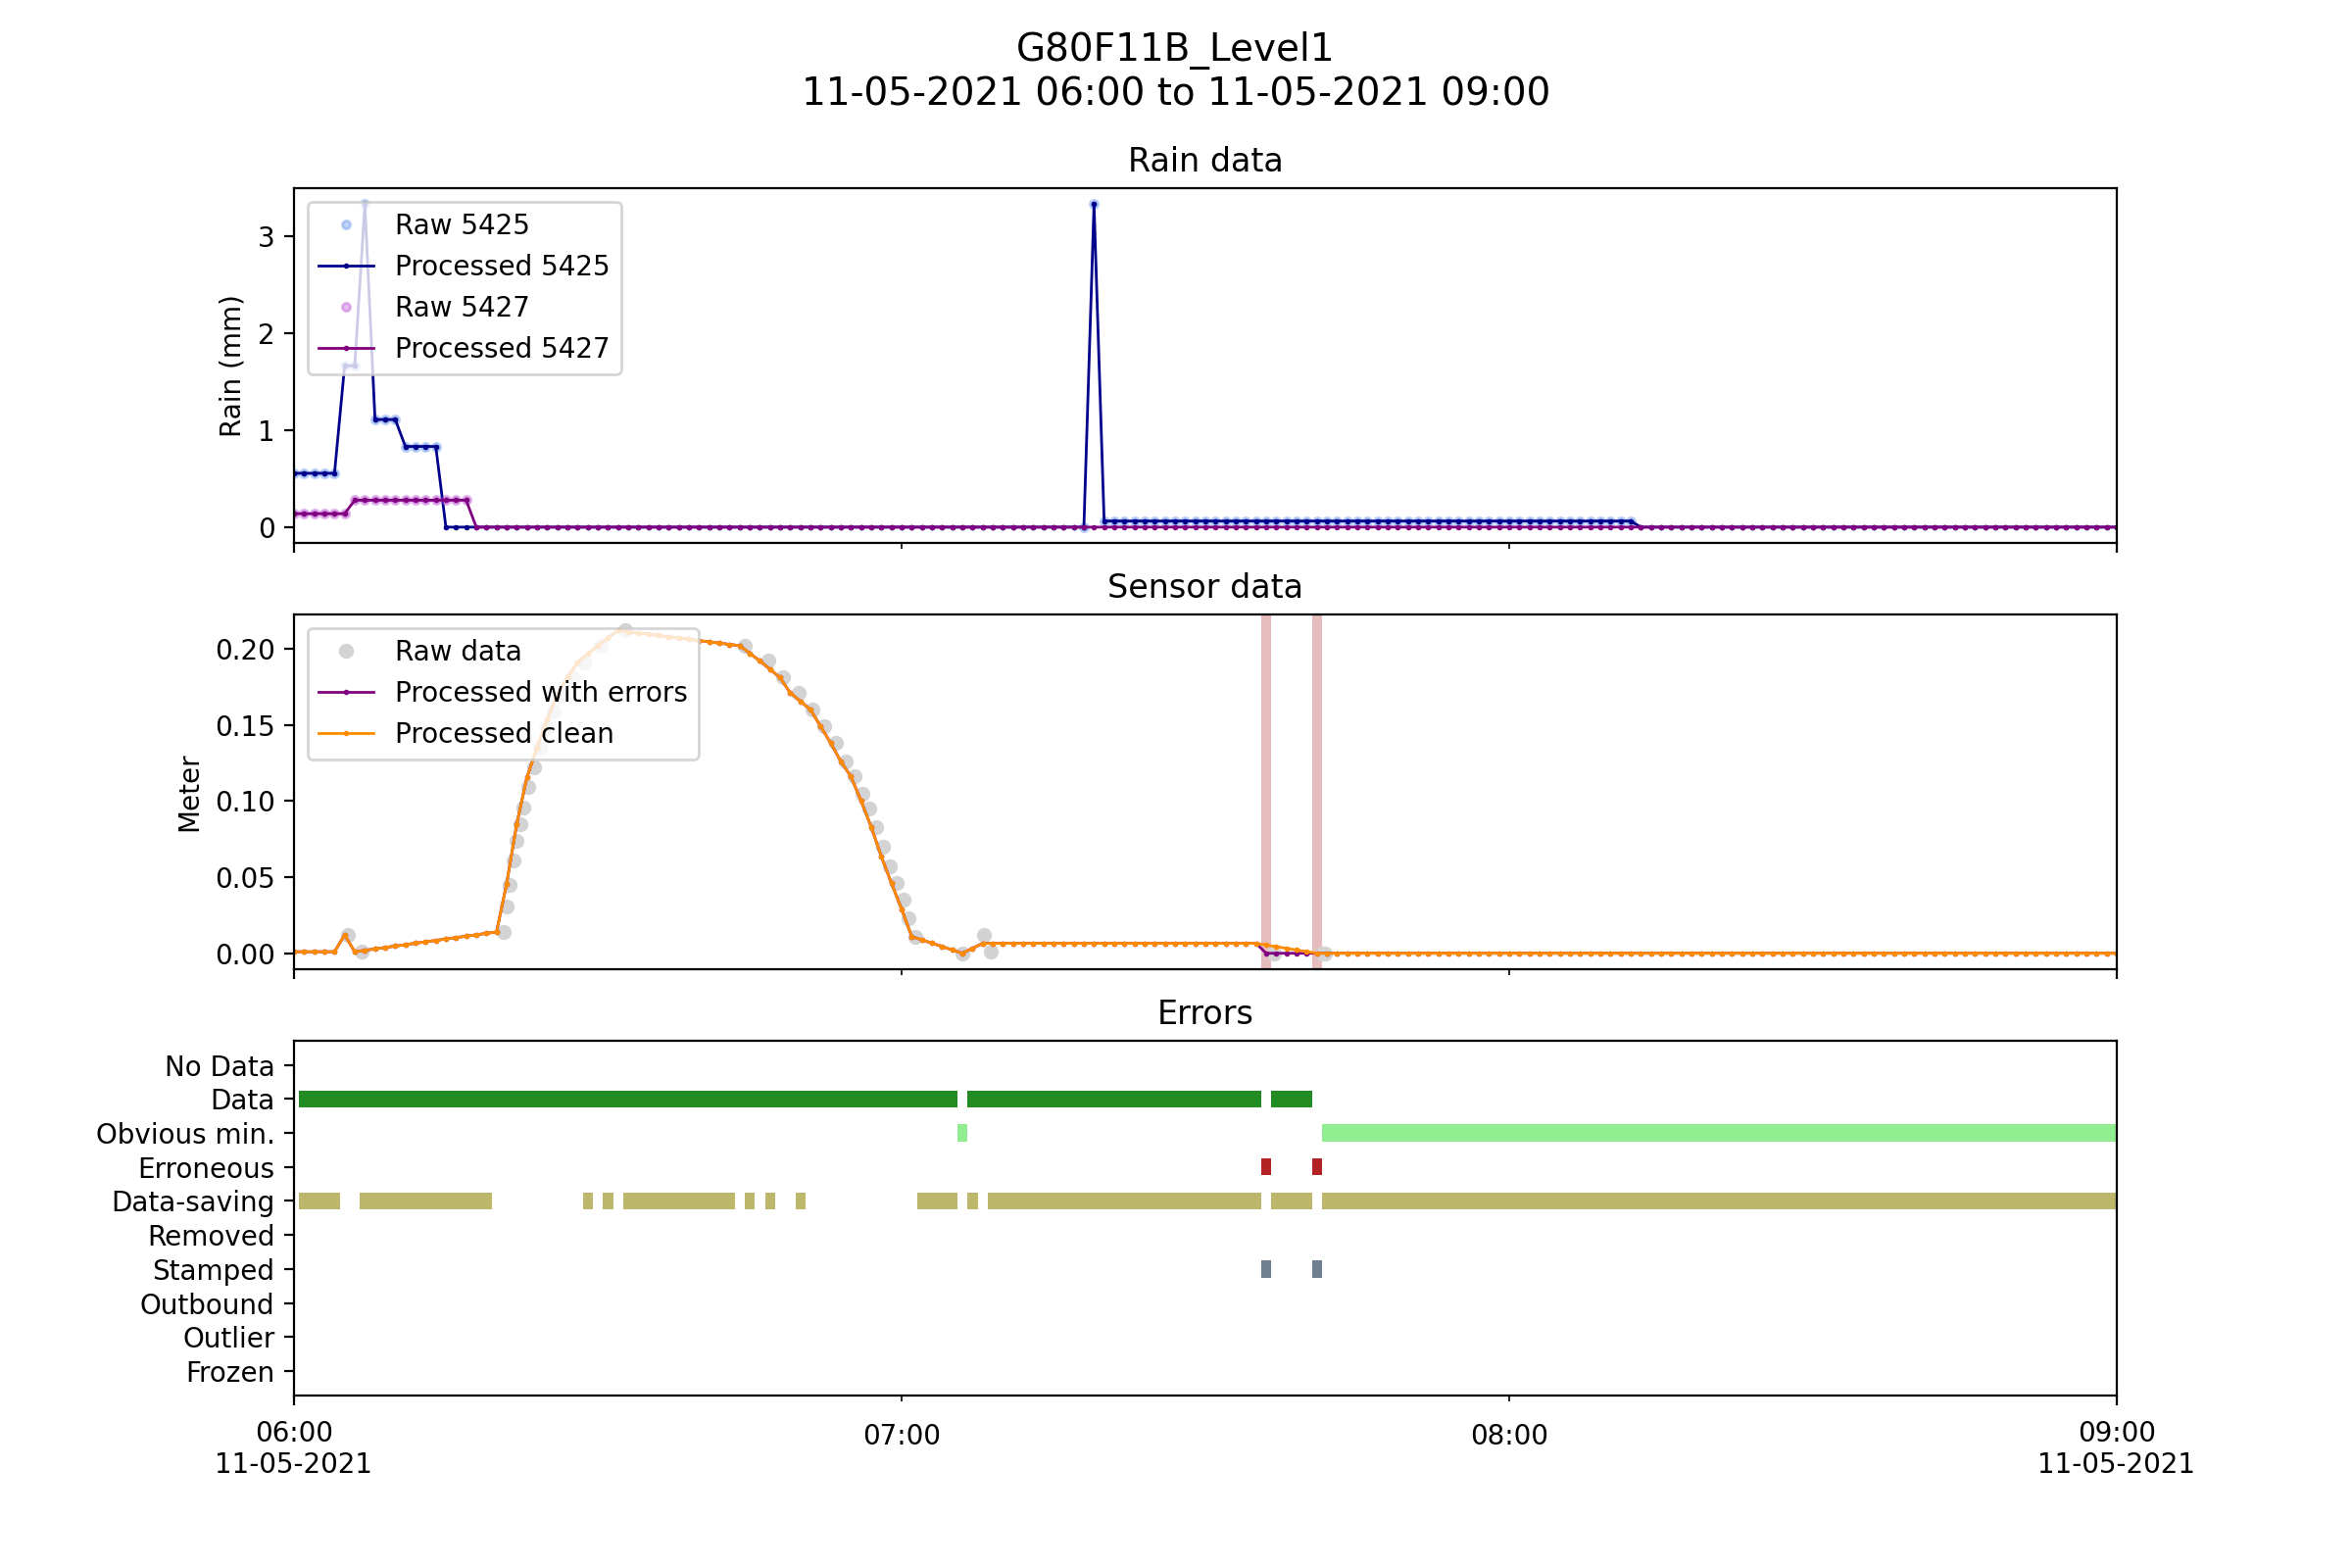 G80F11B_Level1
11-05-2021 06:00 to 11-05-2021 09:00
Rain data
Rain (mm)
3
2
1
0
Raw 5425
Processed 5425
Raw 5427
Processed 5427
Sensor data
Meter
0.20
0.15
0.10
0.05
0.00
Raw data
Processed with errors
Processed clean
Errors
No Data
Data
Obvious min.
Erroneous
Data-saving
Removed
Stamped
Outbound
Outlier
Frozen
06:00 07:00 08:00 09:00
11-05-2021 11-05-2021